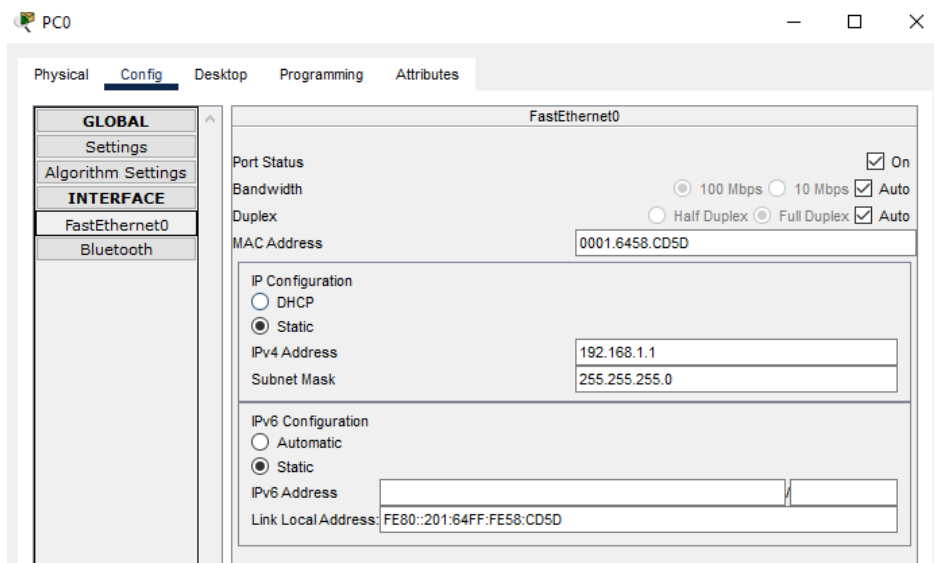 PC0
Physical Config Desktop Programming Attributes
GLOBAL
Settings
Algorithm Settings
INTERFACE
FastEthernet0
Bluetooth
FastEthernet0
Port Status On
Bandwidth 100 Mbps 10 Mbps Auto
Duplex Half Duplex Full Duplex Auto
MAC Address 0001.6458.CD5D
IP Configuration
DHCP
Static
IPv4 Address 192.168.1.1
Subnet Mask 255.255.255.0
IPv6 Configuration
Automatic
Static
IPv6 Address /
Link Local Address: FE80::201:64FF:FE58:CD5D